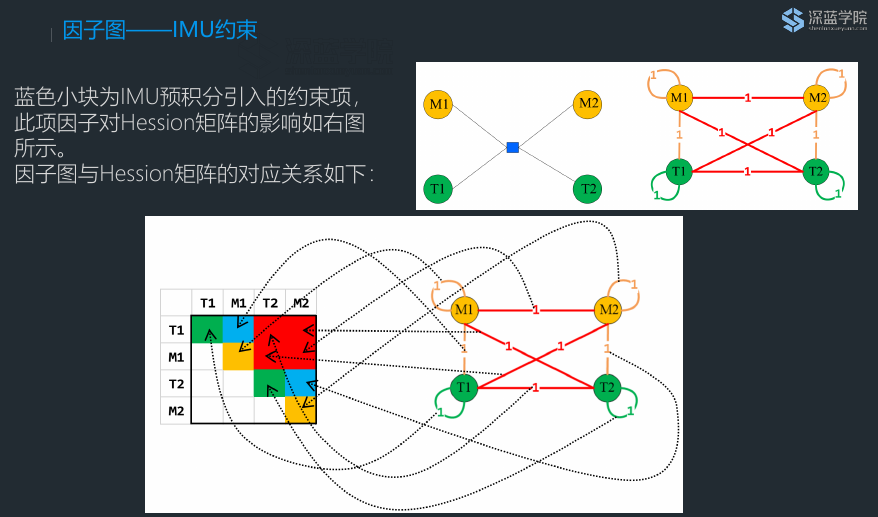 因子图——IMU约束
深蓝学院
shenlanxueyuan.com
蓝色小块为IMU预积分引入的约束项，
此项因子对Hession矩阵的影响如右图
所示。
因子图与Hession矩阵的对应关系如下：
M1 M2
T1 T2
1 1
M1 1 M2
1 1 1 1
T1 1 T2
1 1
T1 M1 T2 M2
T1
M1
T2
M2
1 1
M1 1 M2
1 1 1 1
T1 1 T2
1 1